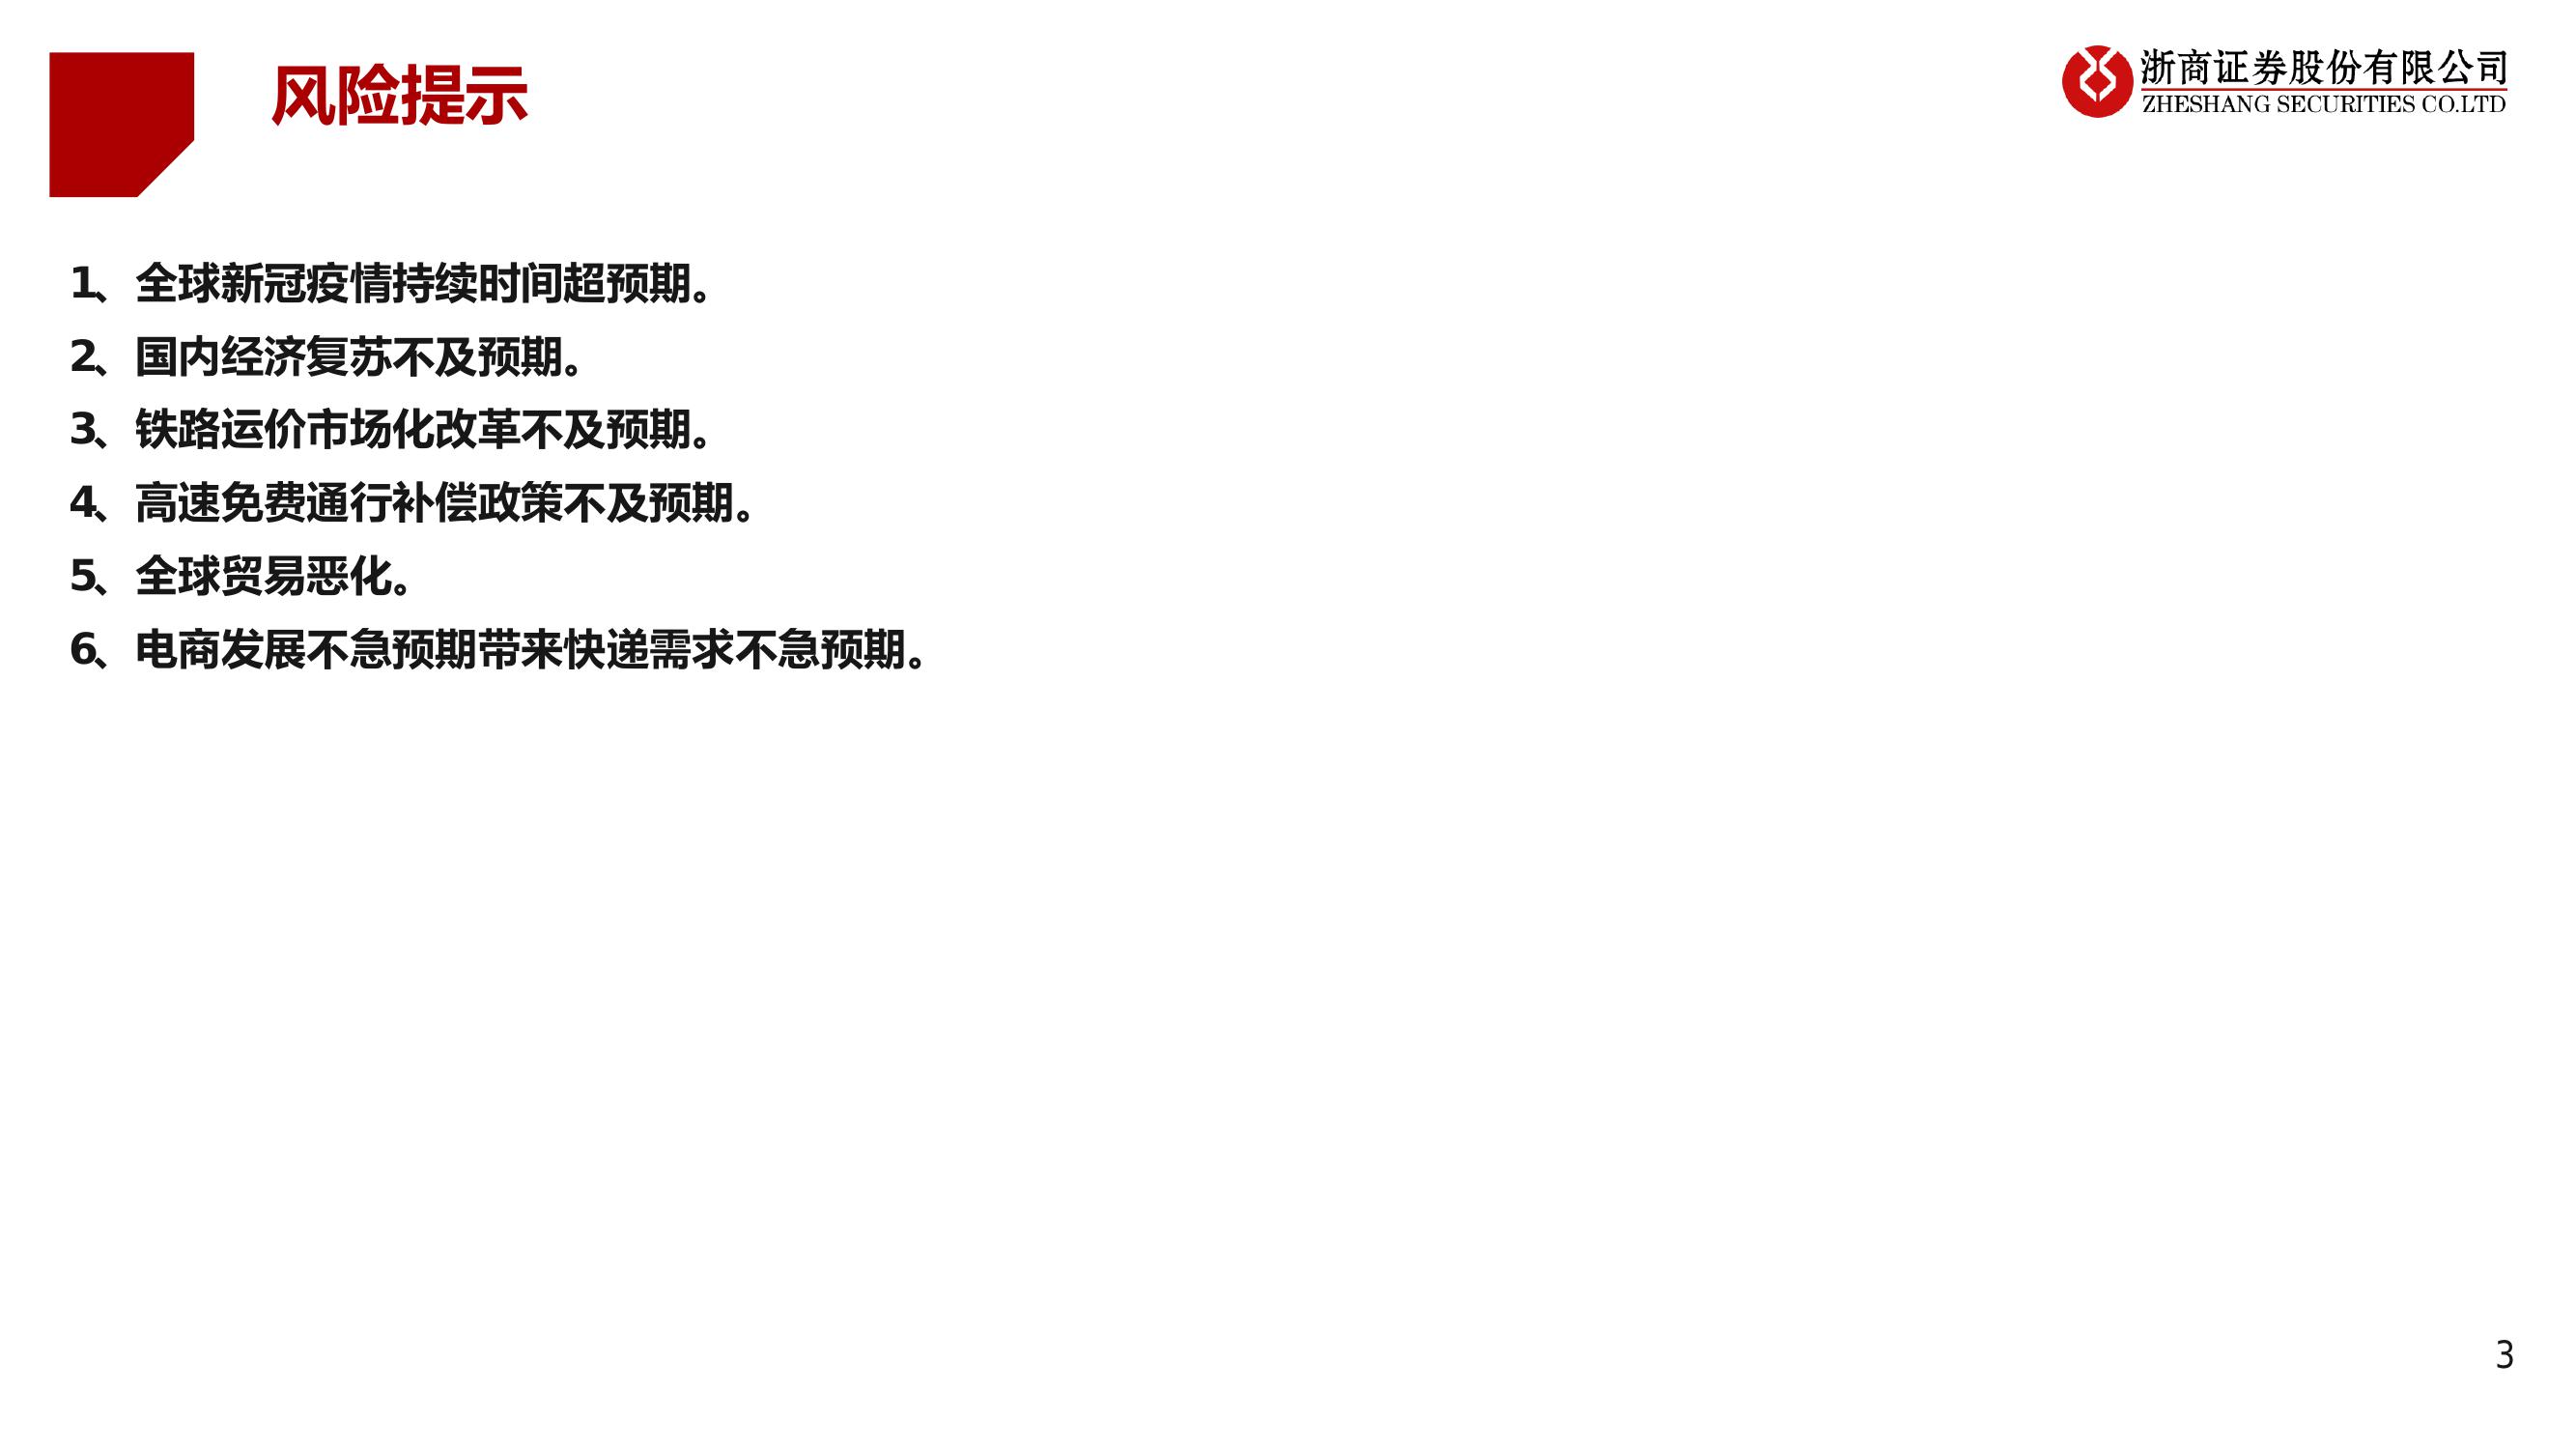 风险提示
浙商证券股份有限公司
ZHESHANG SECURITIES CO.LTD
1、全球新冠疫情持续时间超预期。
2、国内经济复苏不及预期。
3、铁路运价市场化改革不及预期。
4、高速免费通行补偿政策不及预期。
5、全球贸易恶化。
6、电商发展不急预期带来快递需求不急预期。
3